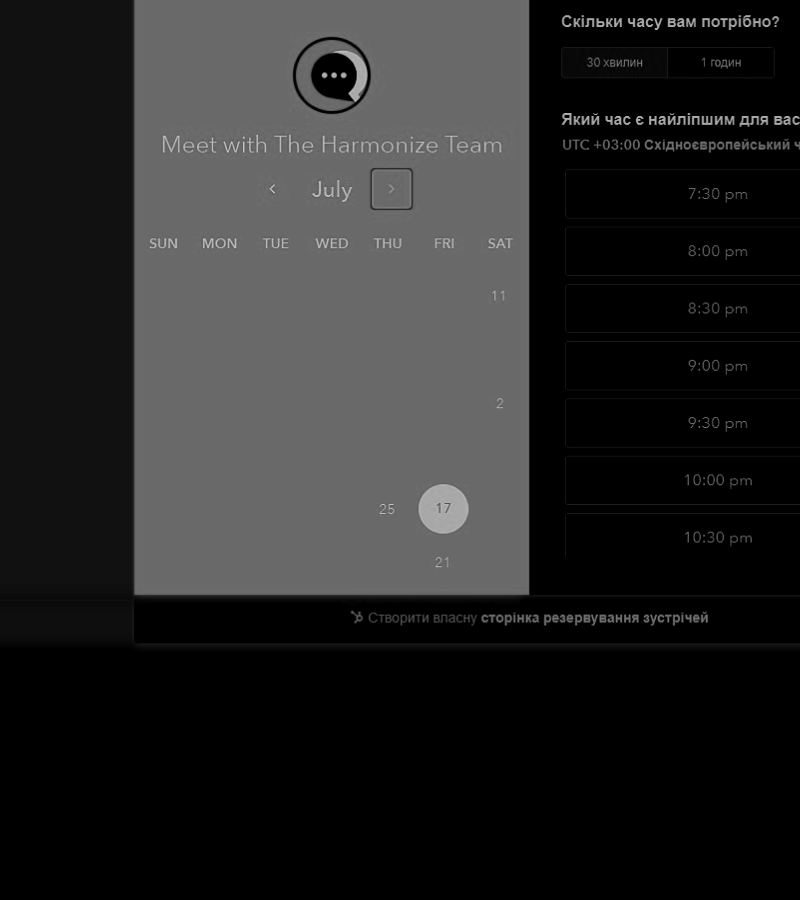 Meet with The Harmonize Team
July
SUN MON TUE WED THU FRI SAT
11
2
25 17
21
Скільки часу вам потрібно?
30 хвилин 1 годин
Який час є найліпшим для вас
UTC +03:00 Східноєвропейський
7:30 pm
8:00 pm
8:30 pm
9:00 pm
9:30 pm
10:00 pm
10:30 pm
Створити власну сторінка резервування зустрічей